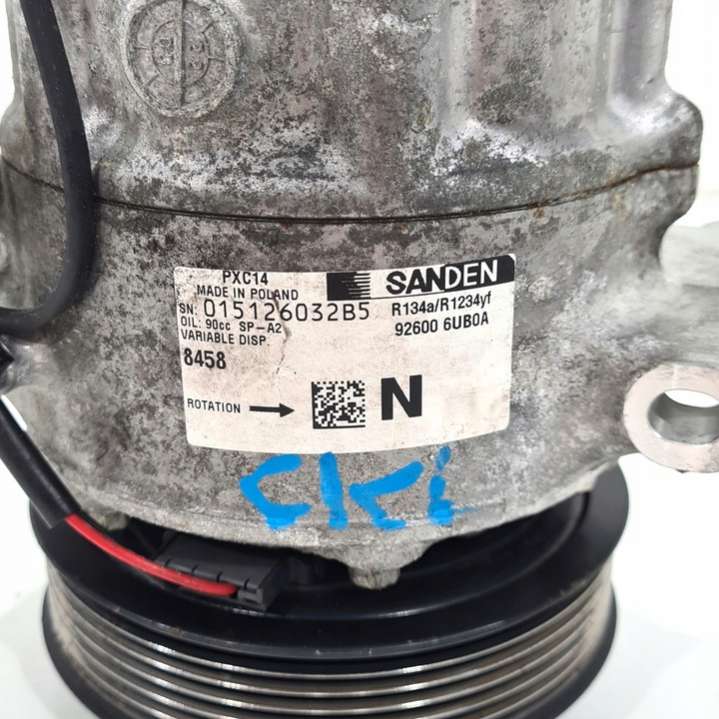 PXC14
MADE IN POLAND
SANDEN
SN: 015126032B5
R134a/R1234yf
OIL: 90cc SP-A2
92600 6UB0A
VARIABLE DISP.
8458
ROTATION
N